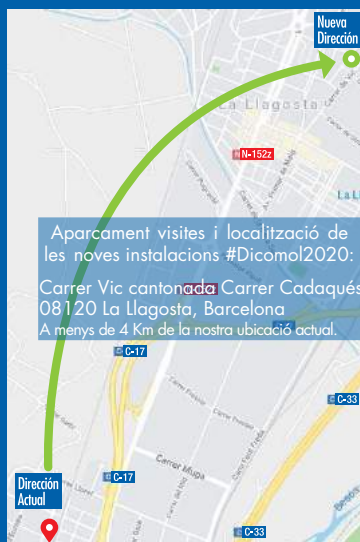 Nueva
Dirección
La Llagosta
N-152z
Aparcament visites i localització de
les noves instalacions #Dicomol2020:
Carrer Vic cantonada Carrer Cadaqués
08120 La Llagosta, Barcelona
A menys de 4 Km de la nostra ubicació actual.
C-17
C-33
Carrer Muga
C-17
Dirección
Actual
C-33